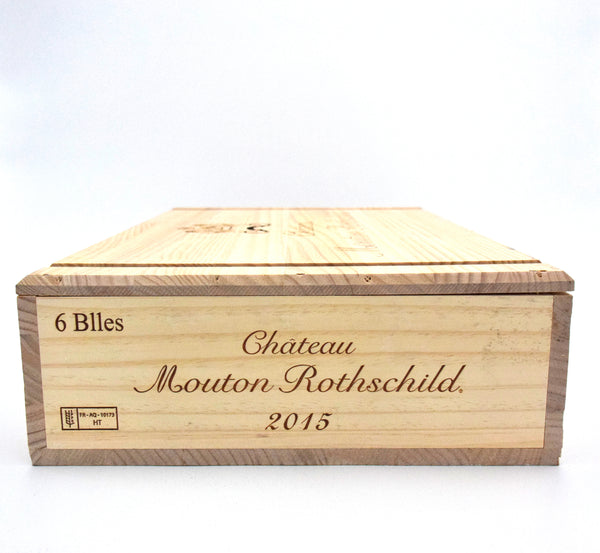 6 Blles
Château
Mouton Rothschild
2015
FR - AQ - 10173
HT